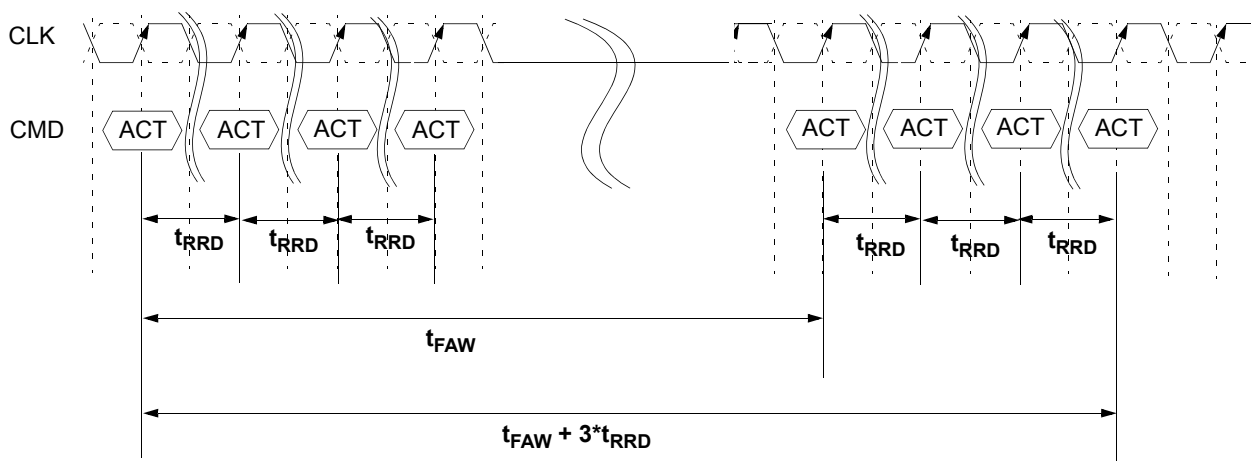 CLK
CMD
ACT ACT ACT ACT ACT ACT ACT ACT
tRRD tRRD tRRD tRRD tRRD tRRD
tFAW
tFAW + 3*tRRD